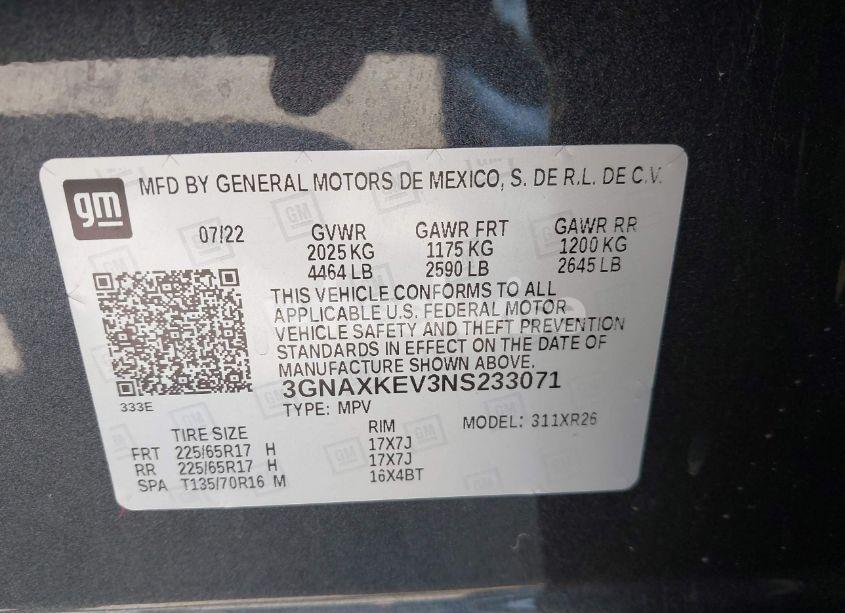 gm
MFD BY GENERAL MOTORS DE MEXICO, S. DE R.L. DE C.V.
07/22 GVWR GAWR FRT GAWR RR
2025 KG 1175 KG 1200 KG
4464 LB 2590 LB 2645 LB
THIS VEHICLE CONFORMS TO ALL
APPLICABLE U.S. FEDERAL MOTOR
VEHICLE SAFETY AND THEFT PREVENTION
STANDARDS IN EFFECT ON THE DATE OF
MANUFACTURE SHOWN ABOVE.
3GNAXKEV3NS233071
333E
TYPE: MPV
MODEL: 311XR26
TIRE SIZE RIM
FRT 225/65R17 H 17X7J
RR 225/65R17 H 17X7J
SPA T135/70R16 M 16X4BT